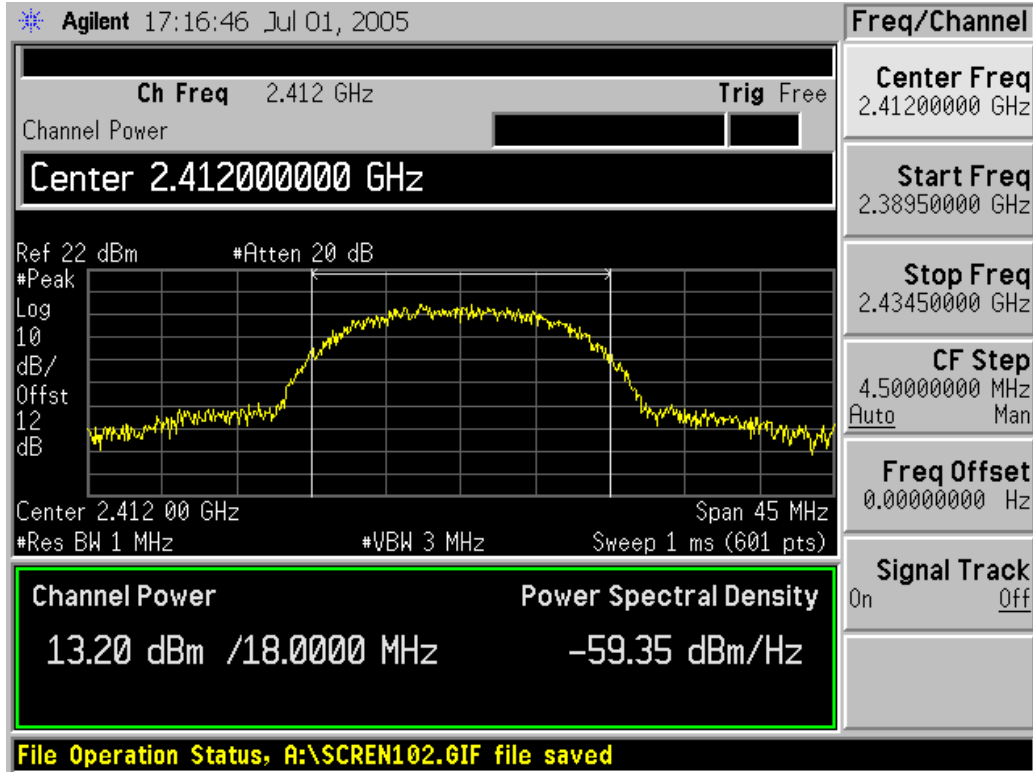 Agilent 17:16:46 Jul 01, 2005
Freq/Channel
Ch Freq 2.412 GHz Trig Free
Channel Power
Center 2.412000000 GHz
Ref 22 dBm #Atten 20 dB
#Peak
Log
10
dB/
Offst
12
dB
Center 2.412 00 GHz Span 45 MHz
#Res BW 1 MHz #VBW 3 MHz Sweep 1 ms (601 pts)
Channel Power Power Spectral Density
13.20 dBm /18.0000 MHz -59.35 dBm/Hz
File Operation Status, A:\SCREN102.GIF file saved
Center Freq
2.41200000 GHz
Start Freq
2.38950000 GHz
Stop Freq
2.43450000 GHz
CF Step
4.50000000 MHz
Auto Man
Freq Offset
0.00000000 Hz
Signal Track
On Off